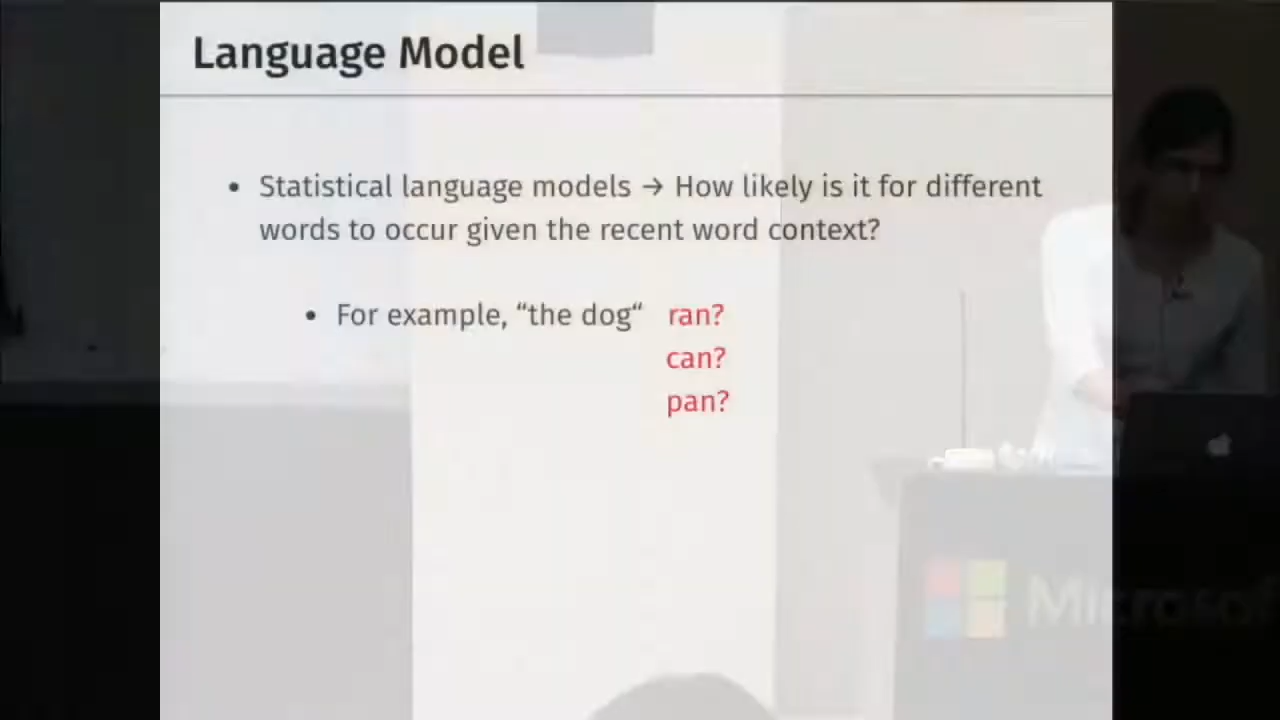 Language Model
• Statistical language models → How likely is it for different
words to occur given the recent word context?
• For example, “the dog“ ran?
can?
pan?
Microsoft